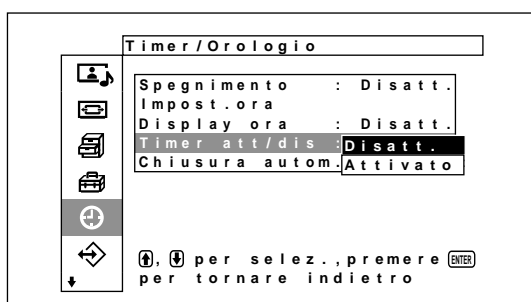 Timer/Orologio
Spegnimento : Disatt.
Impost.ora
Display ora : Disatt.
Timer att/dis : Disatt.
Chiusura autom. Attivato
, per selez.,premere ENTER
per tornare indietro